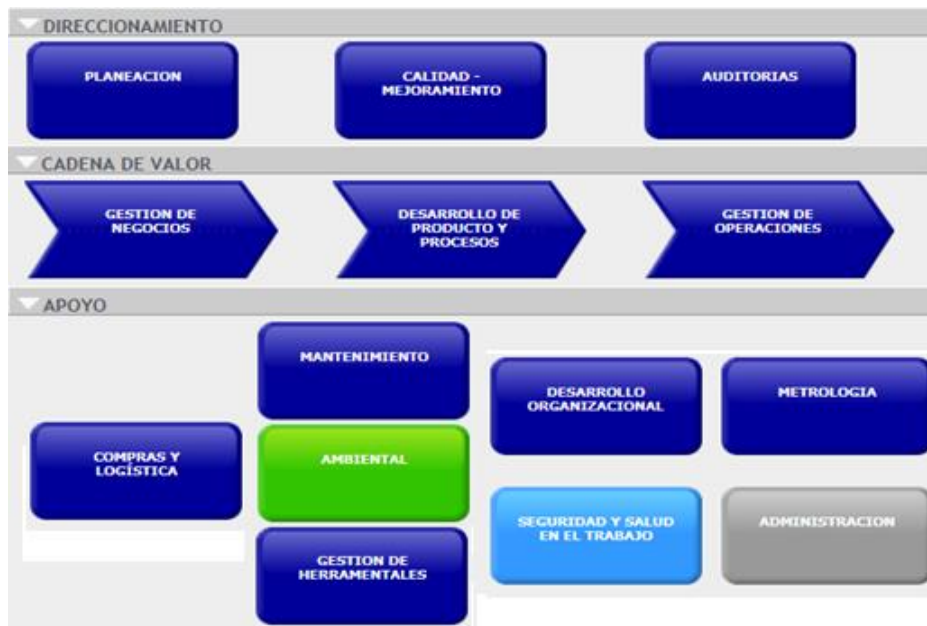 DIRECCIONAMIENTO
PLANEACION
CALIDAD -
MEJORAMIENTO
AUDITORIAS
CADENA DE VALOR
GESTION DE
NEGOCIOS
DESARROLLO DE
PRODUCTO Y
PROCESOS
GESTION DE
OPERACIONES
APOYO
COMPRAS Y
LOGÍSTICA
MANTENIMIENTO
AMBIENTAL
GESTION DE
HERRAMENTALES
DESARROLLO
ORGANIZACIONAL
METROLOGIA
SEGURIDAD Y SALUD
EN EL TRABAJO
ADMINISTRACION